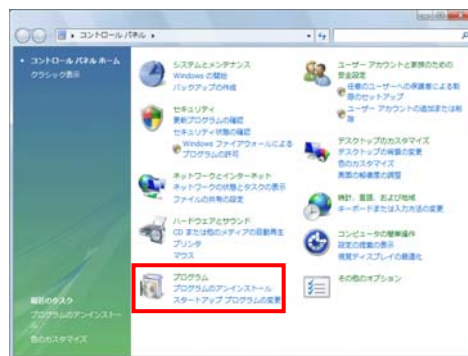 コントロール パネル
コントロール パネル ホーム
クラシック表示
システムとメンテナンス
Windows の開始
バックアップの作成
セキュリティ
更新プログラムの確認
セキュリティ状態の確認
Windows ファイアウォールによる
プログラムの許可
ネットワークとインターネット
ネットワークの状態とタスクの表示
ファイルの共有の設定
ハードウェアとサウンド
CD または他のメディアの自動再生
プリンタ
マウス
プログラム
プログラムのアンインストール
スタートアップ プログラムの変更
ユーザー アカウントと家族のための
安全設定
任意のユーザーへの保護者による制
限のセットアップ
ユーザー アカウントの追加または削
除
デスクトップのカスタマイズ
デスクトップの背景の変更
色のカスタマイズ
画面の解像度の調整
時計、言語、および地域
キーボードまたは入力方法の変更
コンピュータの簡単操作
設定の提案の表示
視覚ディスプレイの最適化
その他のオプション
最新のタスク
プログラムのアンインストー
ル
色のカスタマイズ